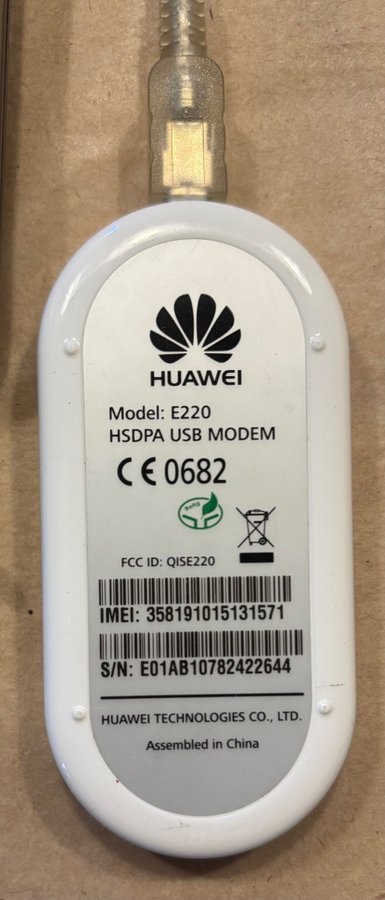 HUAWEI
Model: E220
HSDPA USB MODEM
CE 0682
RoHS
FCC ID: QISE220
IMEI: 358191015131571
S/N: E01AB10782422644
HUAWEI TECHNOLOGIES CO., LTD.
Assembled in China